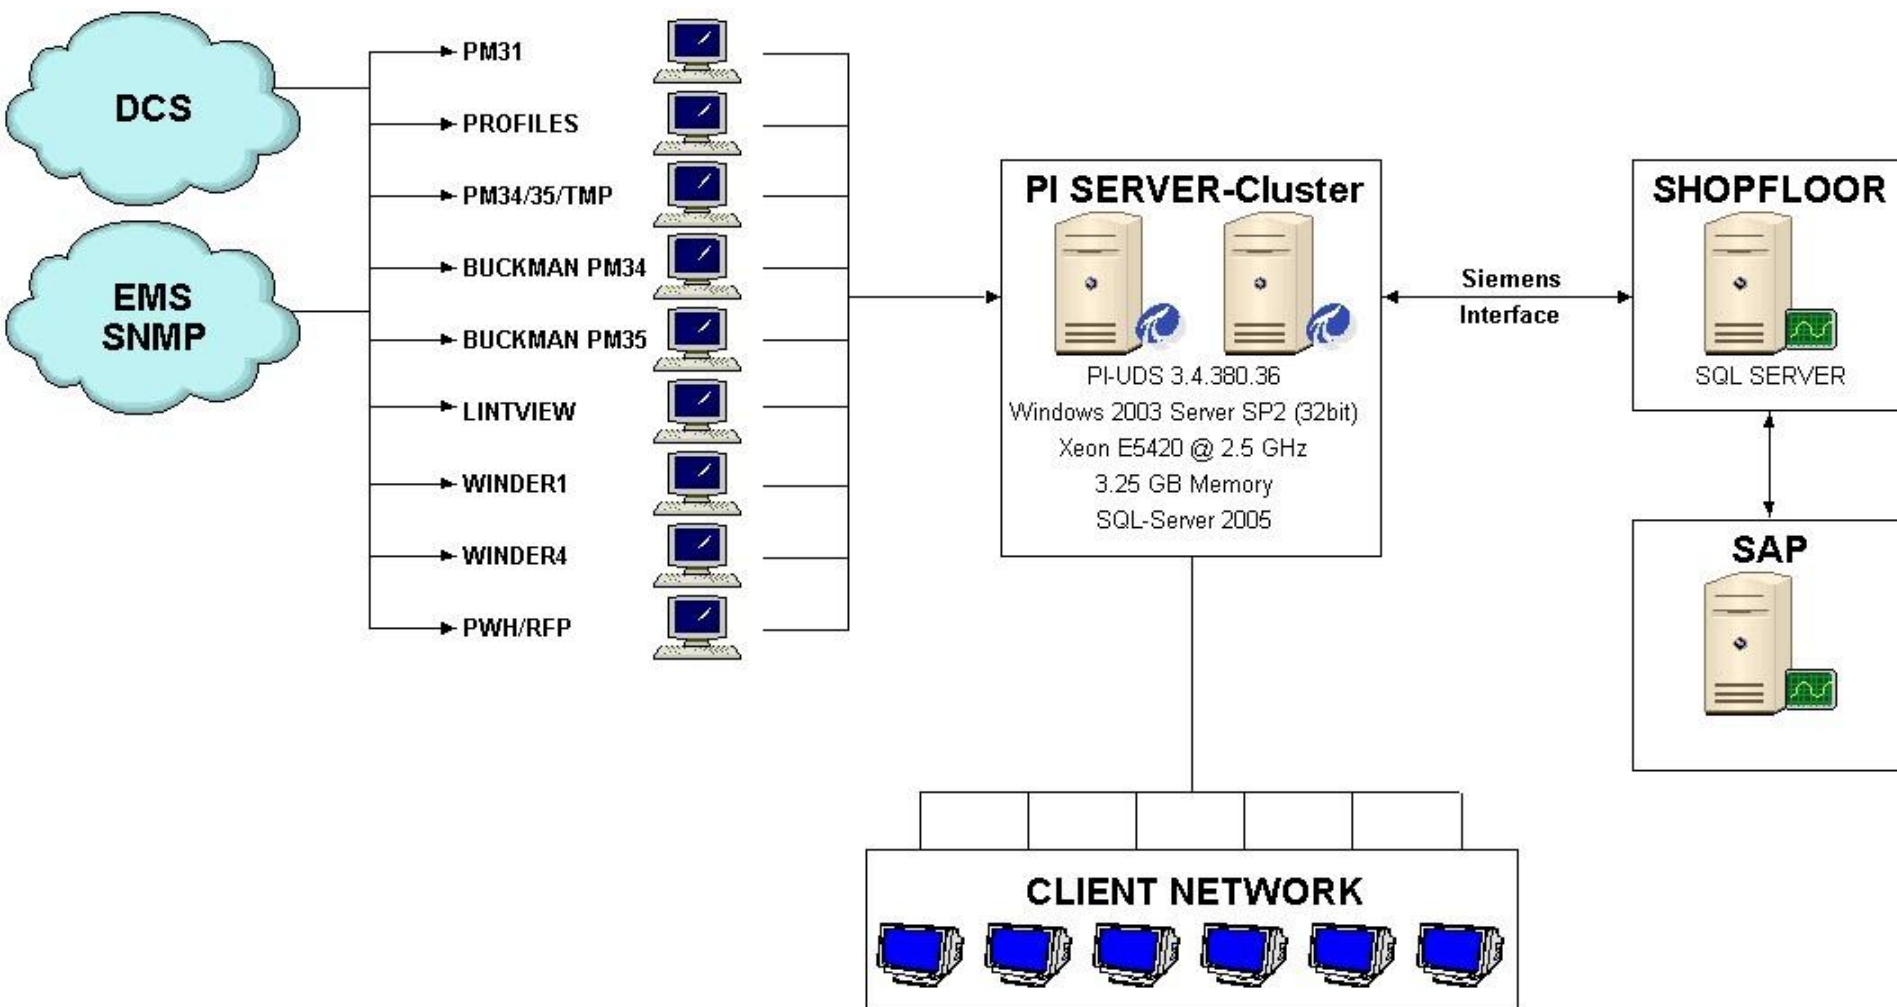 DCS
EMS
SNMP
PM31
PROFILES
PM34/35/TMP
BUCKMAN PM34
BUCKMAN PM35
LINTVIEW
WINDER1
WINDER4
PWH/RFP
PI SERVER-Cluster
PI-UDS 3.4.380.36
Windows 2003 Server SP2 (32bit)
Xeon E5420 @ 2.5 GHz
3.25 GB Memory
SQL-Server 2005
Siemens
Interface
SHOPFLOOR
SQL SERVER
SAP
CLIENT NETWORK